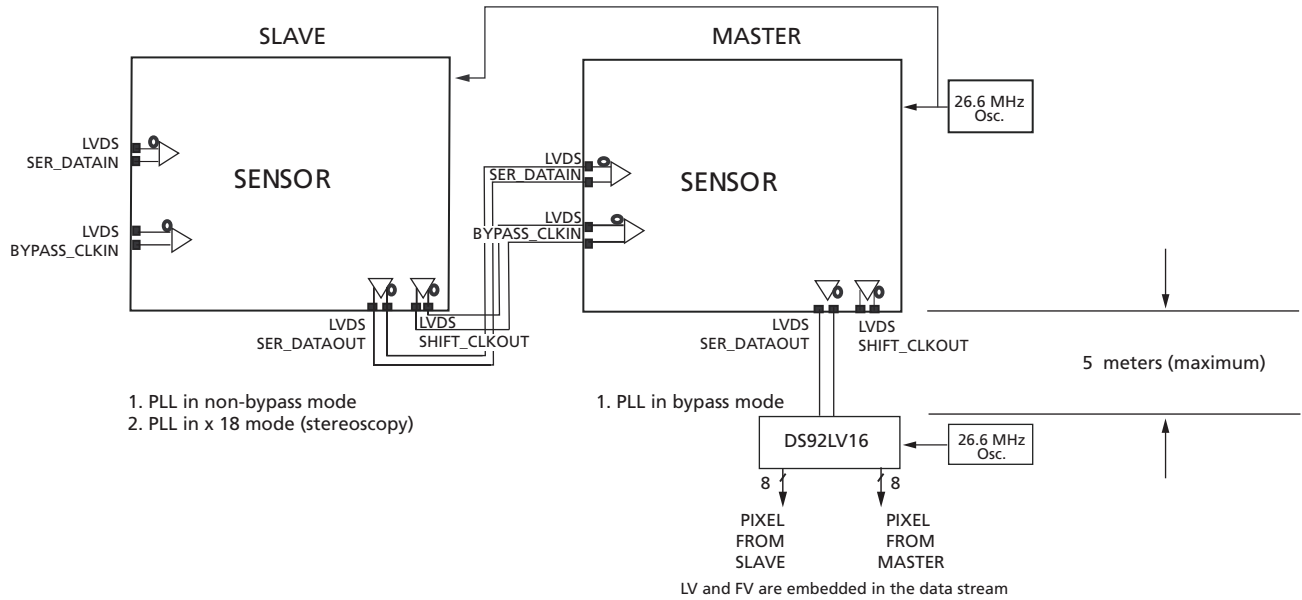 SLAVE
MASTER
26.6 MHz
Osc.
LVDS
SER_DATAIN
SENSOR
LVDS
BYPASS_CLKIN
LVDS
SER_DATAIN
SENSOR
LVDS
BYPASS_CLKIN
LVDS
SER_DATAOUT
LVDS
SHIFT_CLKOUT
LVDS
SER_DATAOUT
LVDS
SHIFT_CLKOUT
5 meters (maximum)
1. PLL in non-bypass mode
2. PLL in x 18 mode (stereoscopy)
1. PLL in bypass mode
DS92LV16
26.6 MHz
Osc.
8
8
PIXEL
FROM
SLAVE
PIXEL
FROM
MASTER
LV and FV are embedded in the data stream